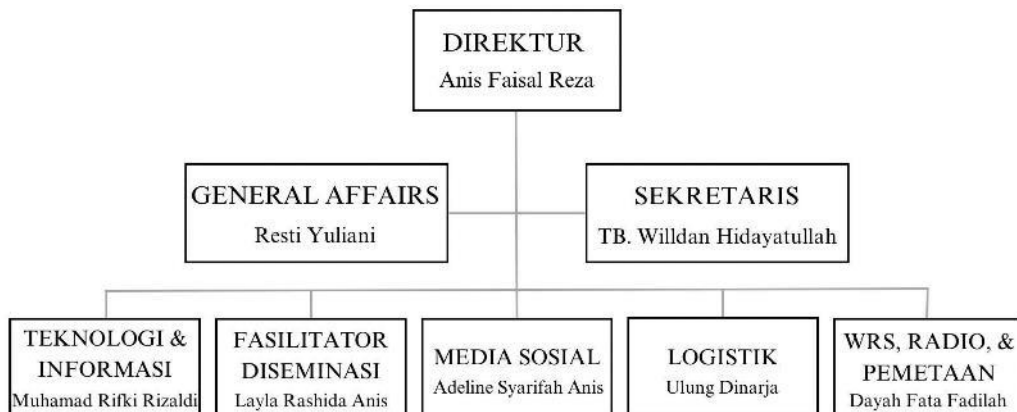 DIREKTUR
Anis Faisal Reza
GENERAL AFFAIRS
Resti Yuliani
SEKRETARIS
TB. Willdan Hidayatullah
TEKNOLOGI &
INFORMASI
Muhamad Rifki Rizaldi
FASILITATOR
DISEMINASI
Layla Rashida Anis
MEDIA SOSIAL
Adeline Syarifah Anis
LOGISTIK
Ulung Dinarja
WRS, RADIO, &
PEMETAAN
Dayah Fata Fadilah